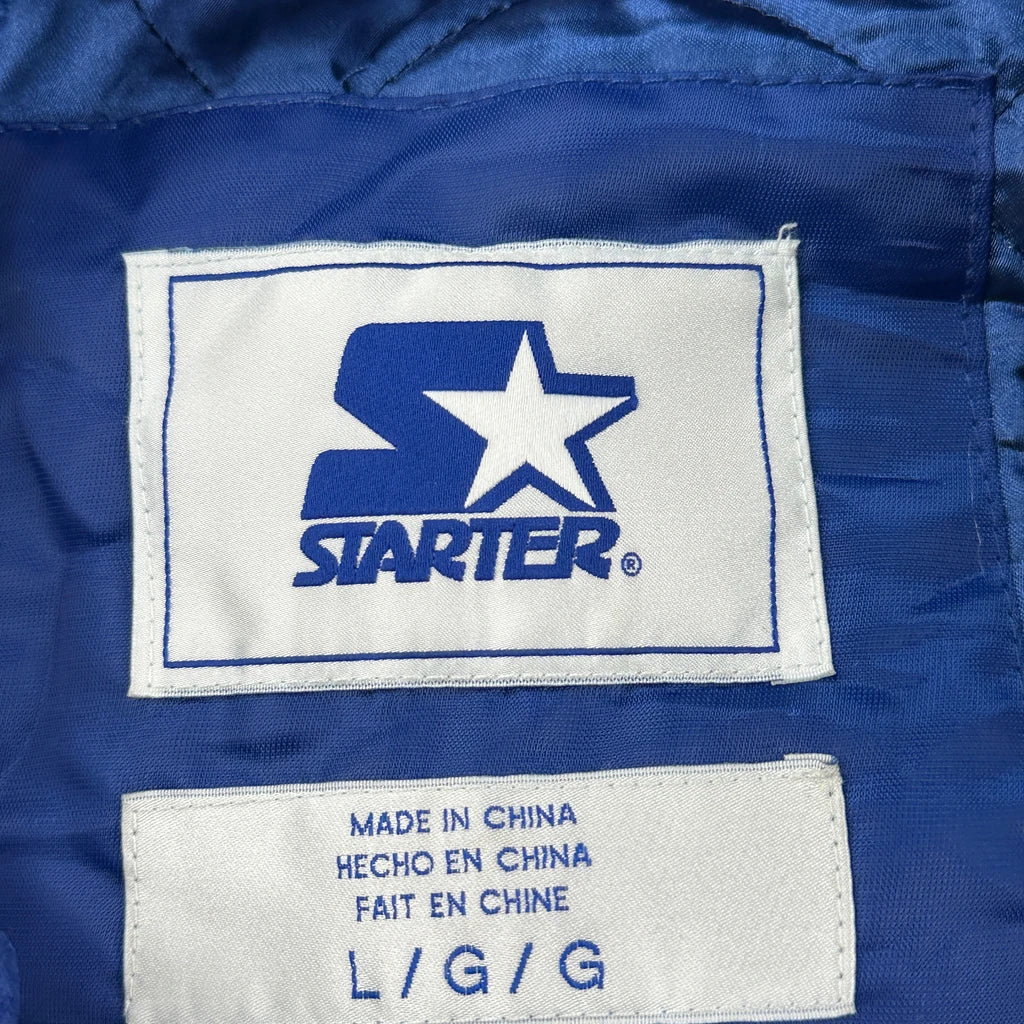 STARTER®
MADE IN CHINA
HECHO EN CHINA
FAIT EN CHINE
L / G / G